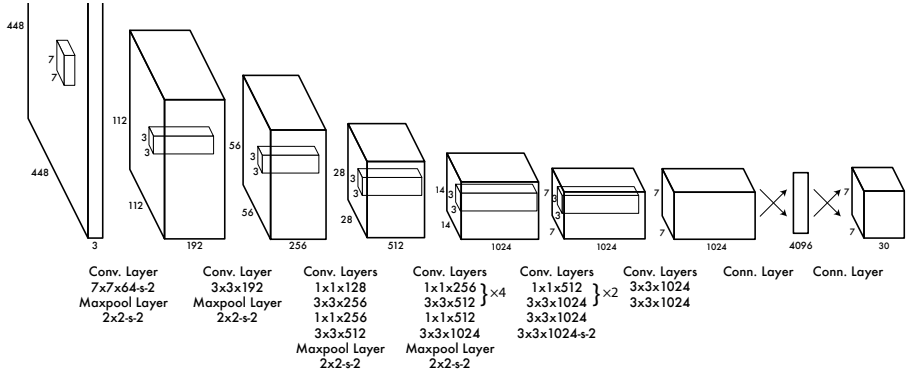 448
7
7
448
3
112
3
3
112
192
56
3
3
56
256
28
3
3
28
512
14
3
3
14
1024
7
3
3
7
1024
7
7
1024
4096
7
7
30
Conv. Layer
7x7x64-s-2
Maxpool Layer
2x2-s-2
Conv. Layer
3x3x192
Maxpool Layer
2x2-s-2
Conv. Layers
1x1x128
3x3x256
1x1x256
3x3x512
Maxpool Layer
2x2-s-2
Conv. Layers
1x1x256
3x3x512
}×4
1x1x512
3x3x1024
Maxpool Layer
2x2-s-2
Conv. Layers
1x1x512
3x3x1024
}×2
3x3x1024
3x3x1024-s-2
Conv. Layers
3x3x1024
3x3x1024
Conn. Layer
Conn. Layer